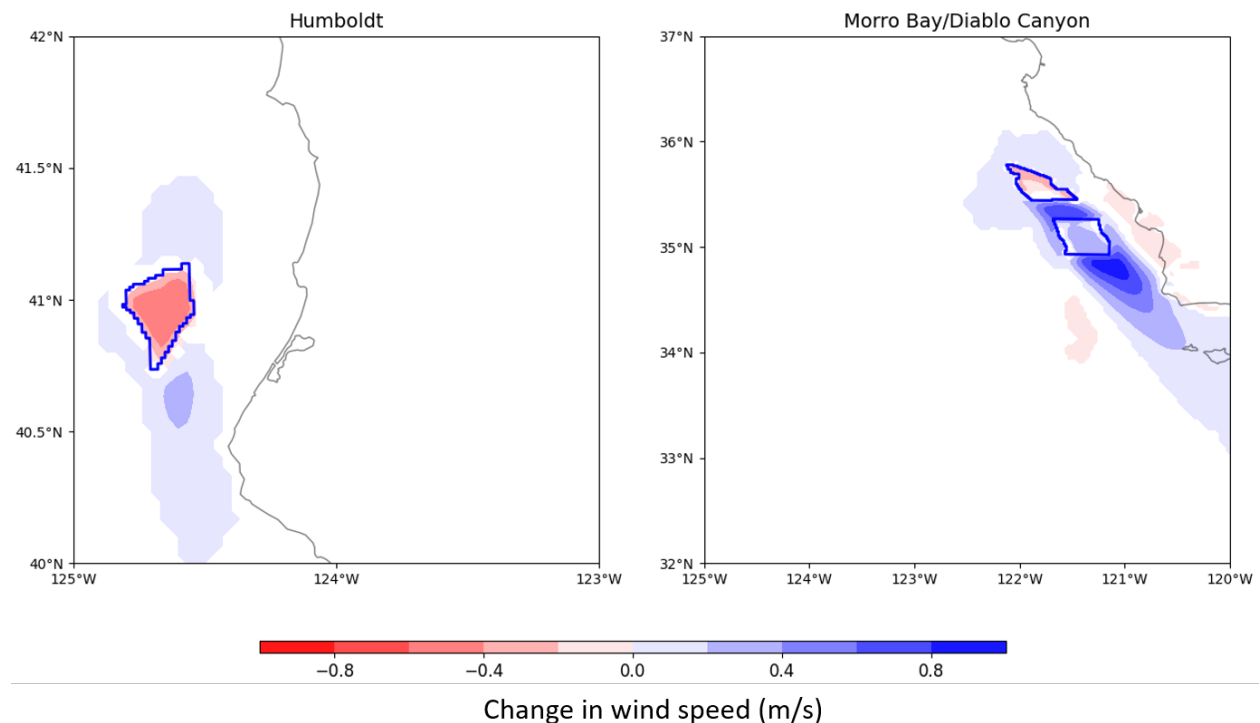 Humboldt
42°N
41.5°N
41°N
40.5°N
40°N
125°W
124°W
123°W
Morro Bay/Diablo Canyon
37°N
36°N
35°N
34°N
33°N
32°N
125°W
124°W
123°W
122°W
121°W
120°W
−0.8
−0.4
0.0
0.4
0.8
Change in wind speed (m/s)